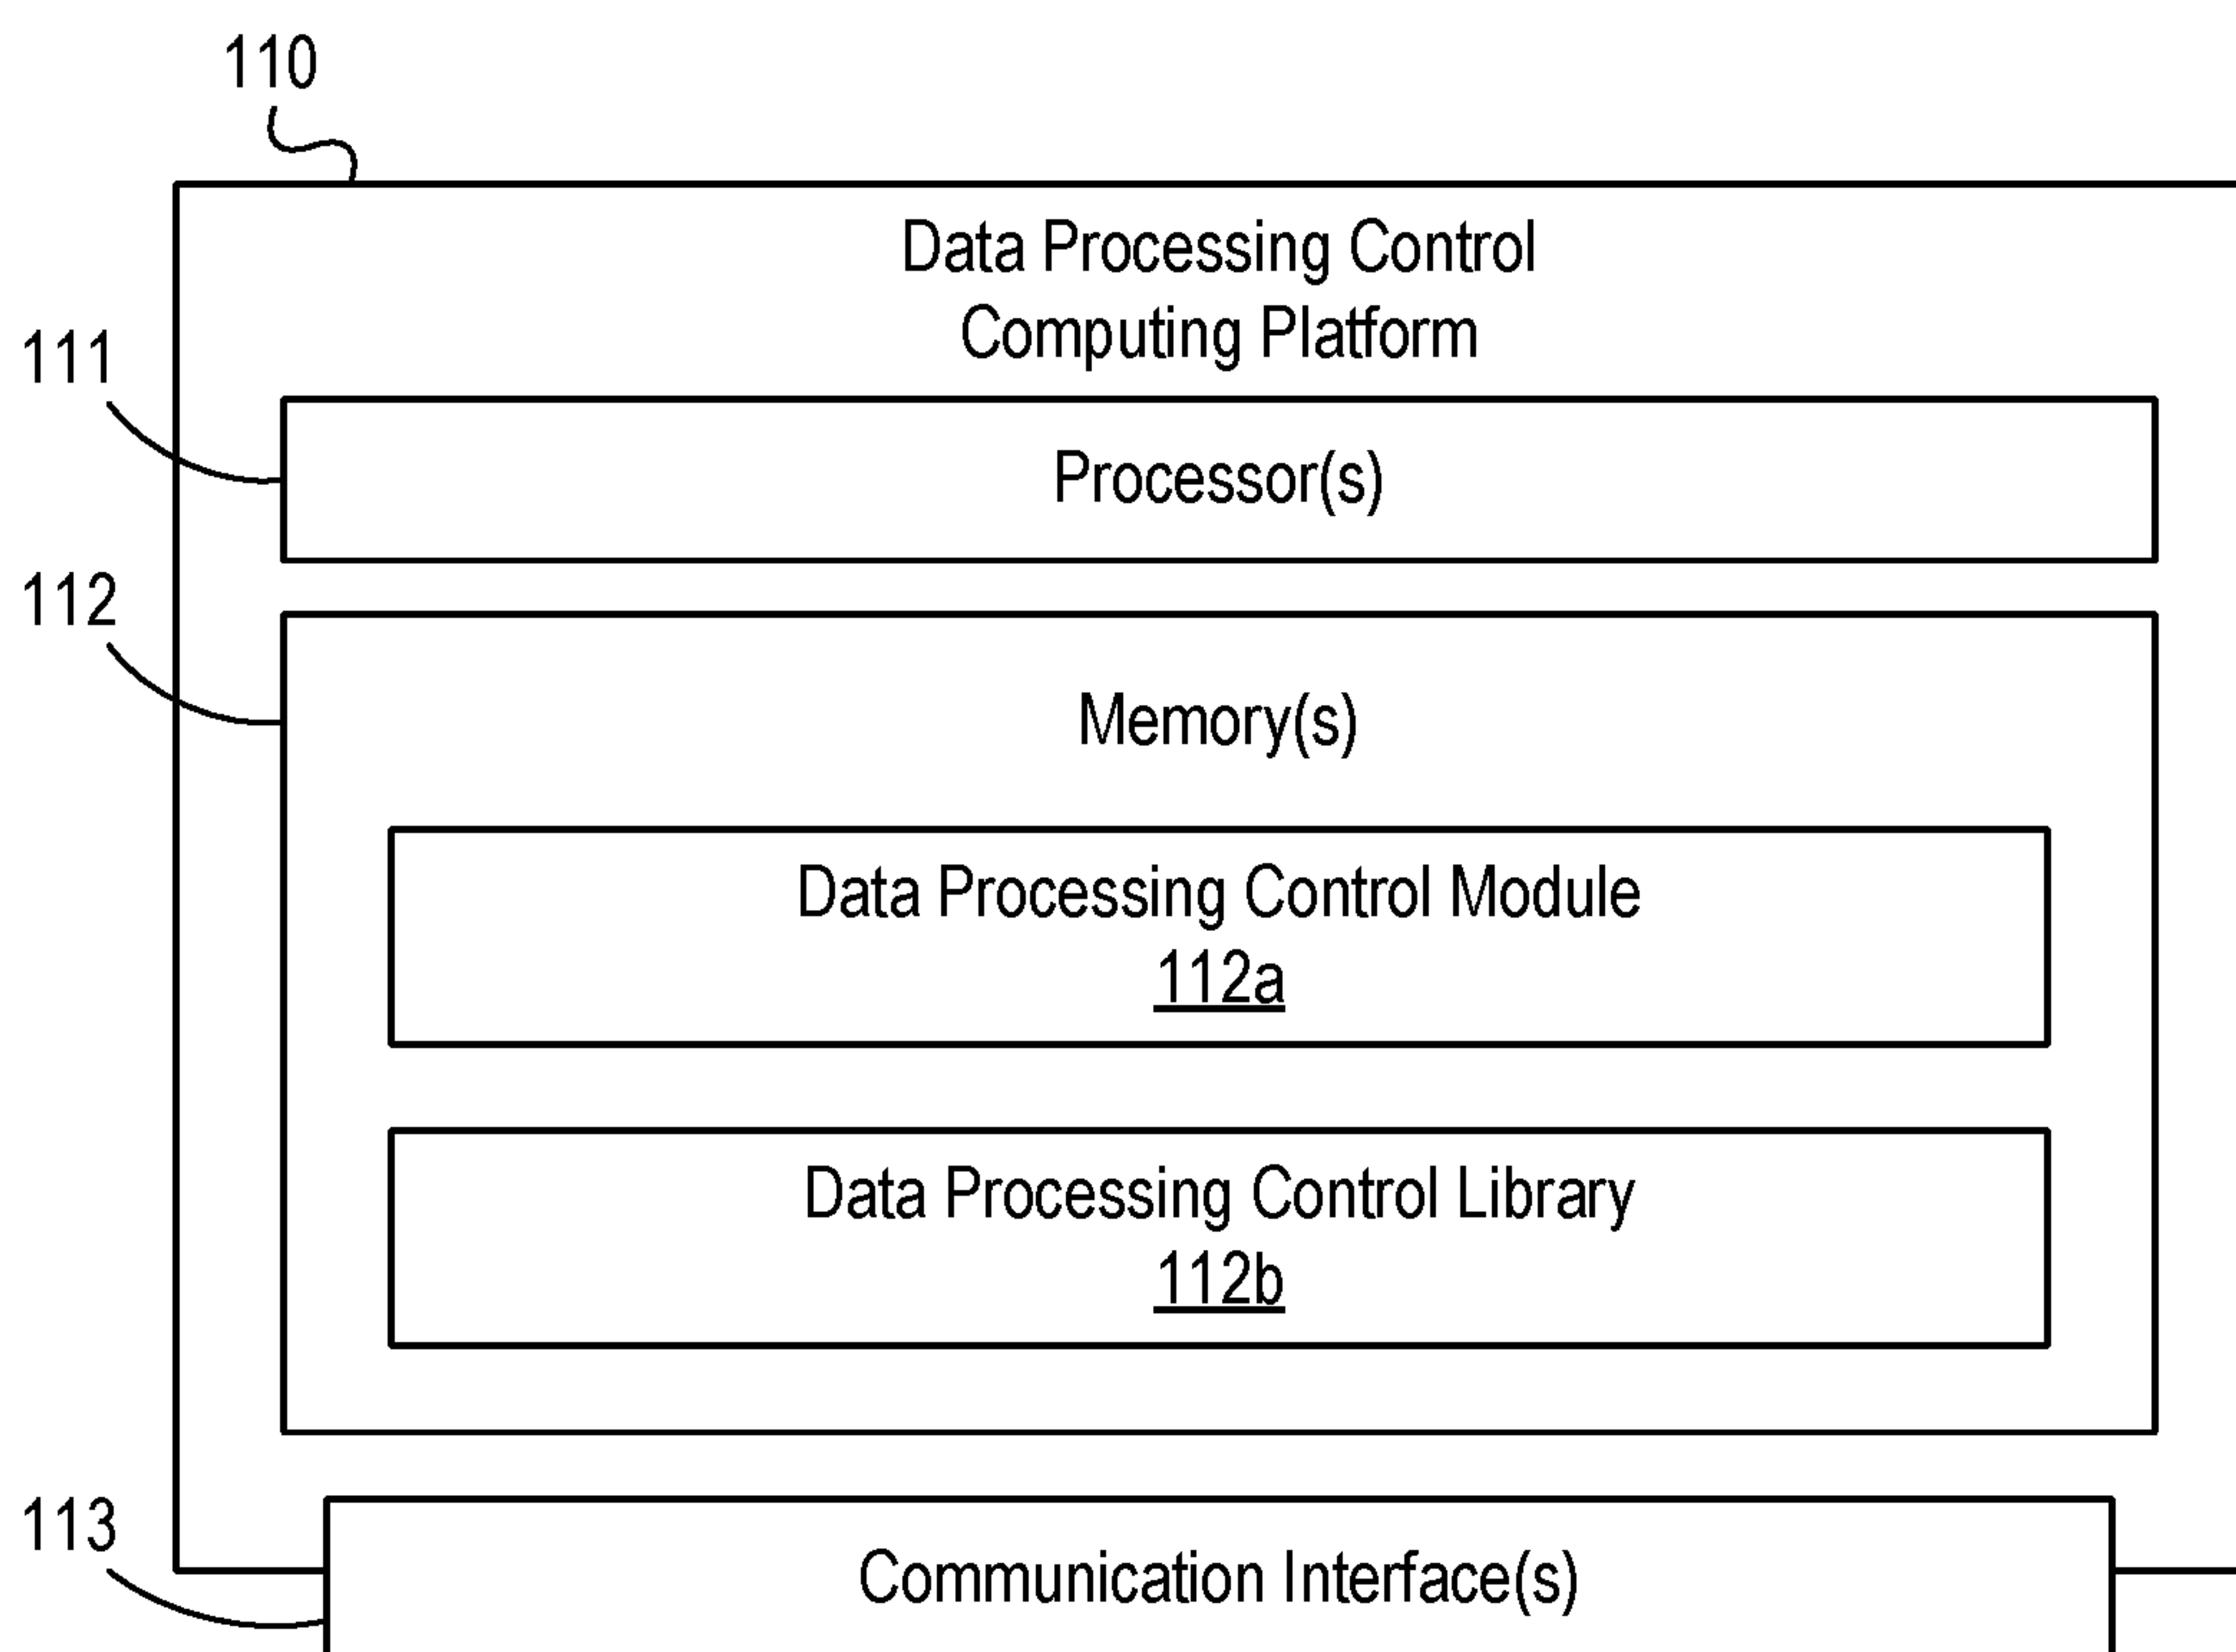 110
Data Processing Control
Computing Platform
111
Processor(s)
112
Memory(s)
Data Processing Control Module
112a
Data Processing Control Library
112b
113
Communication Interface(s)